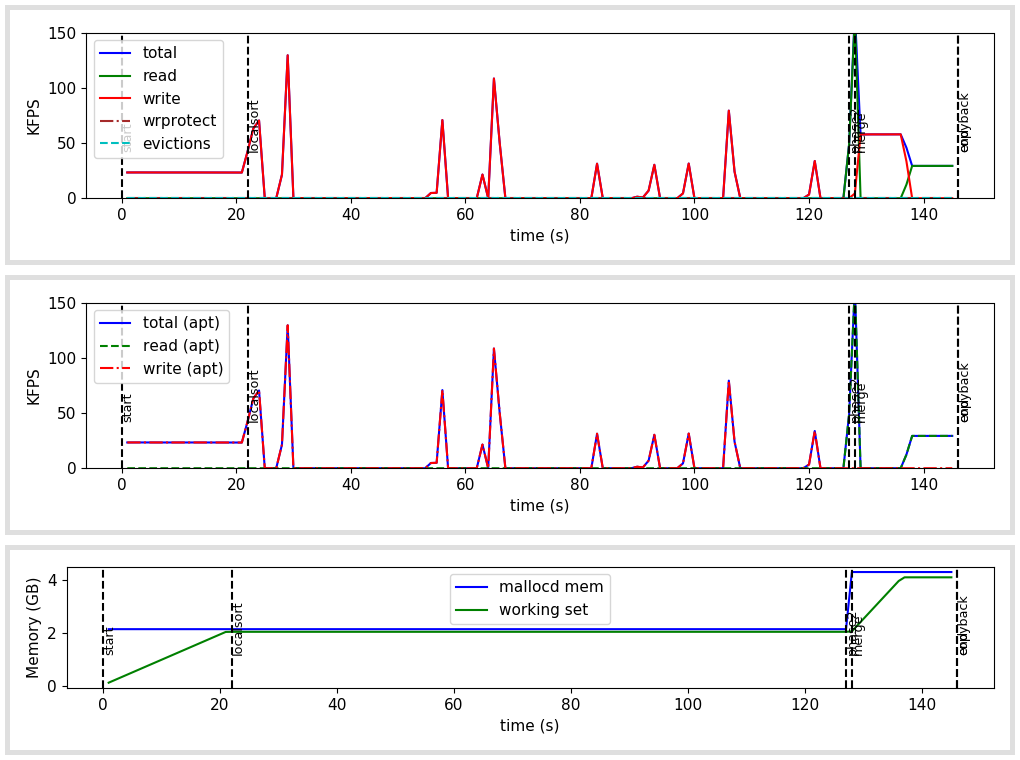 150
100
50
0
KFPS
total
read
write
wrprotect
evictions
start
localsort
merge
copyback
0 20 40 60 80 100 120 140
time (s)
150
100
50
0
KFPS
total (apt)
read (apt)
write (apt)
start
localsort
merge
copyback
0 20 40 60 80 100 120 140
time (s)
4
2
0
Memory (GB)
mallocd mem
working set
start
localsort
merge
copyback
0 20 40 60 80 100 120 140
time (s)